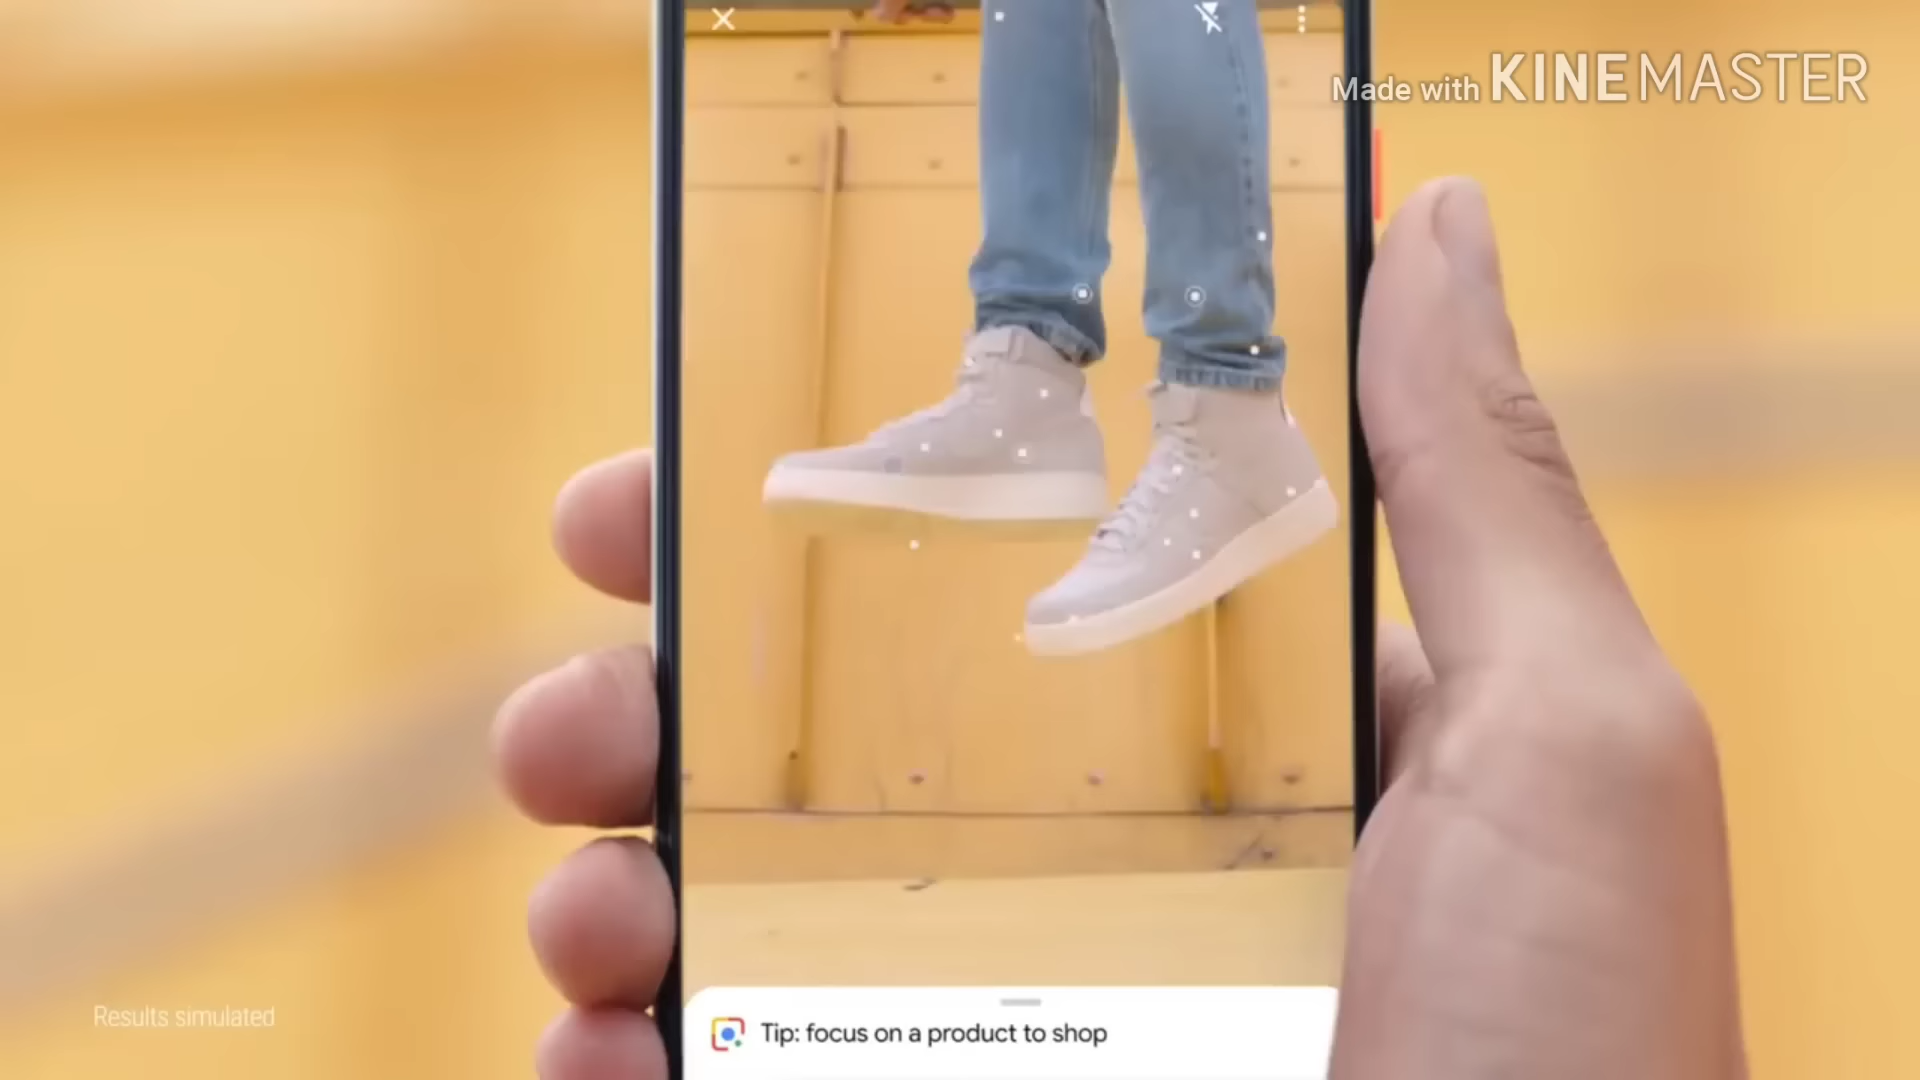 Made with KINEMASTER
Results simulated
Tip: focus on a product to shop